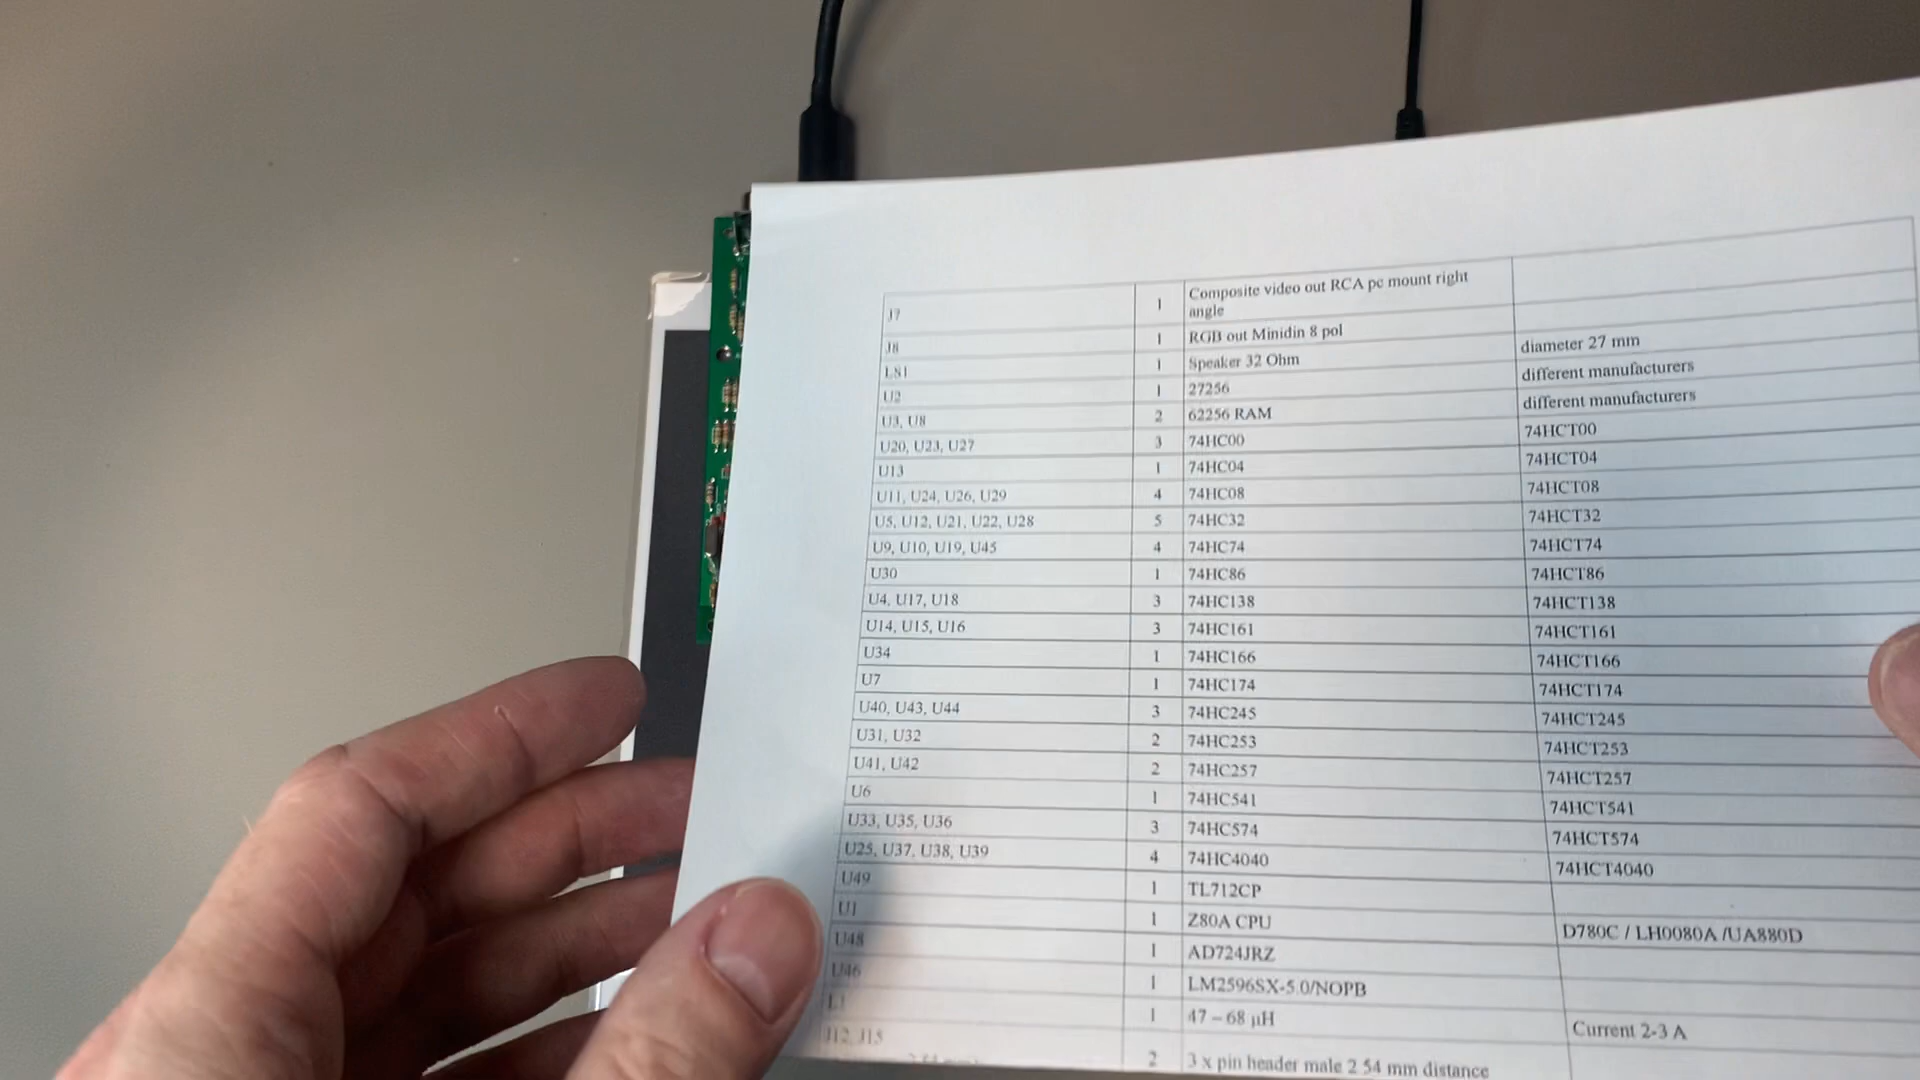 J7 1 Composite video out RCA pc mount right
angle
J8 1 RGB out Minidin 8 pol
LS1 1 Speaker 32 Ohm diameter 27 mm
U2 1 27256 different manufacturers
U3, U8 2 62256 RAM different manufacturers
U20, U23, U27 3 74HC00 74HCT00
U13 1 74HC04 74HCT04
U11, U24, U26, U29 4 74HC08 74HCT08
U5, U12, U21, U22, U28 5 74HC32 74HCT32
U9, U10, U19, U45 4 74HC74 74HCT74
U30 1 74HC86 74HCT86
U4, U17, U18 3 74HC138 74HCT138
U14, U15, U16 3 74HC161 74HCT161
U34 1 74HC166 74HCT166
U7 1 74HC174 74HCT174
U40, U43, U44 3 74HC245 74HCT245
U31, U32 2 74HC253 74HCT253
U41, U42 2 74HC257 74HCT257
U6 1 74HC541 74HCT541
U33, U35, U36 3 74HC574 74HCT574
U25, U37, U38, U39 4 74HC4040 74HCT4040
U49 1 TL712CP
U1 1 Z80A CPU D780C / LH0080A /UA880D
U48 1 AD724JRZ
U46 1 LM2596SX-5.0/NOPB
L1 1 47 – 68 µH Current 2-3 A
J12, J15 2 3 x pin header male 2.54 mm distance